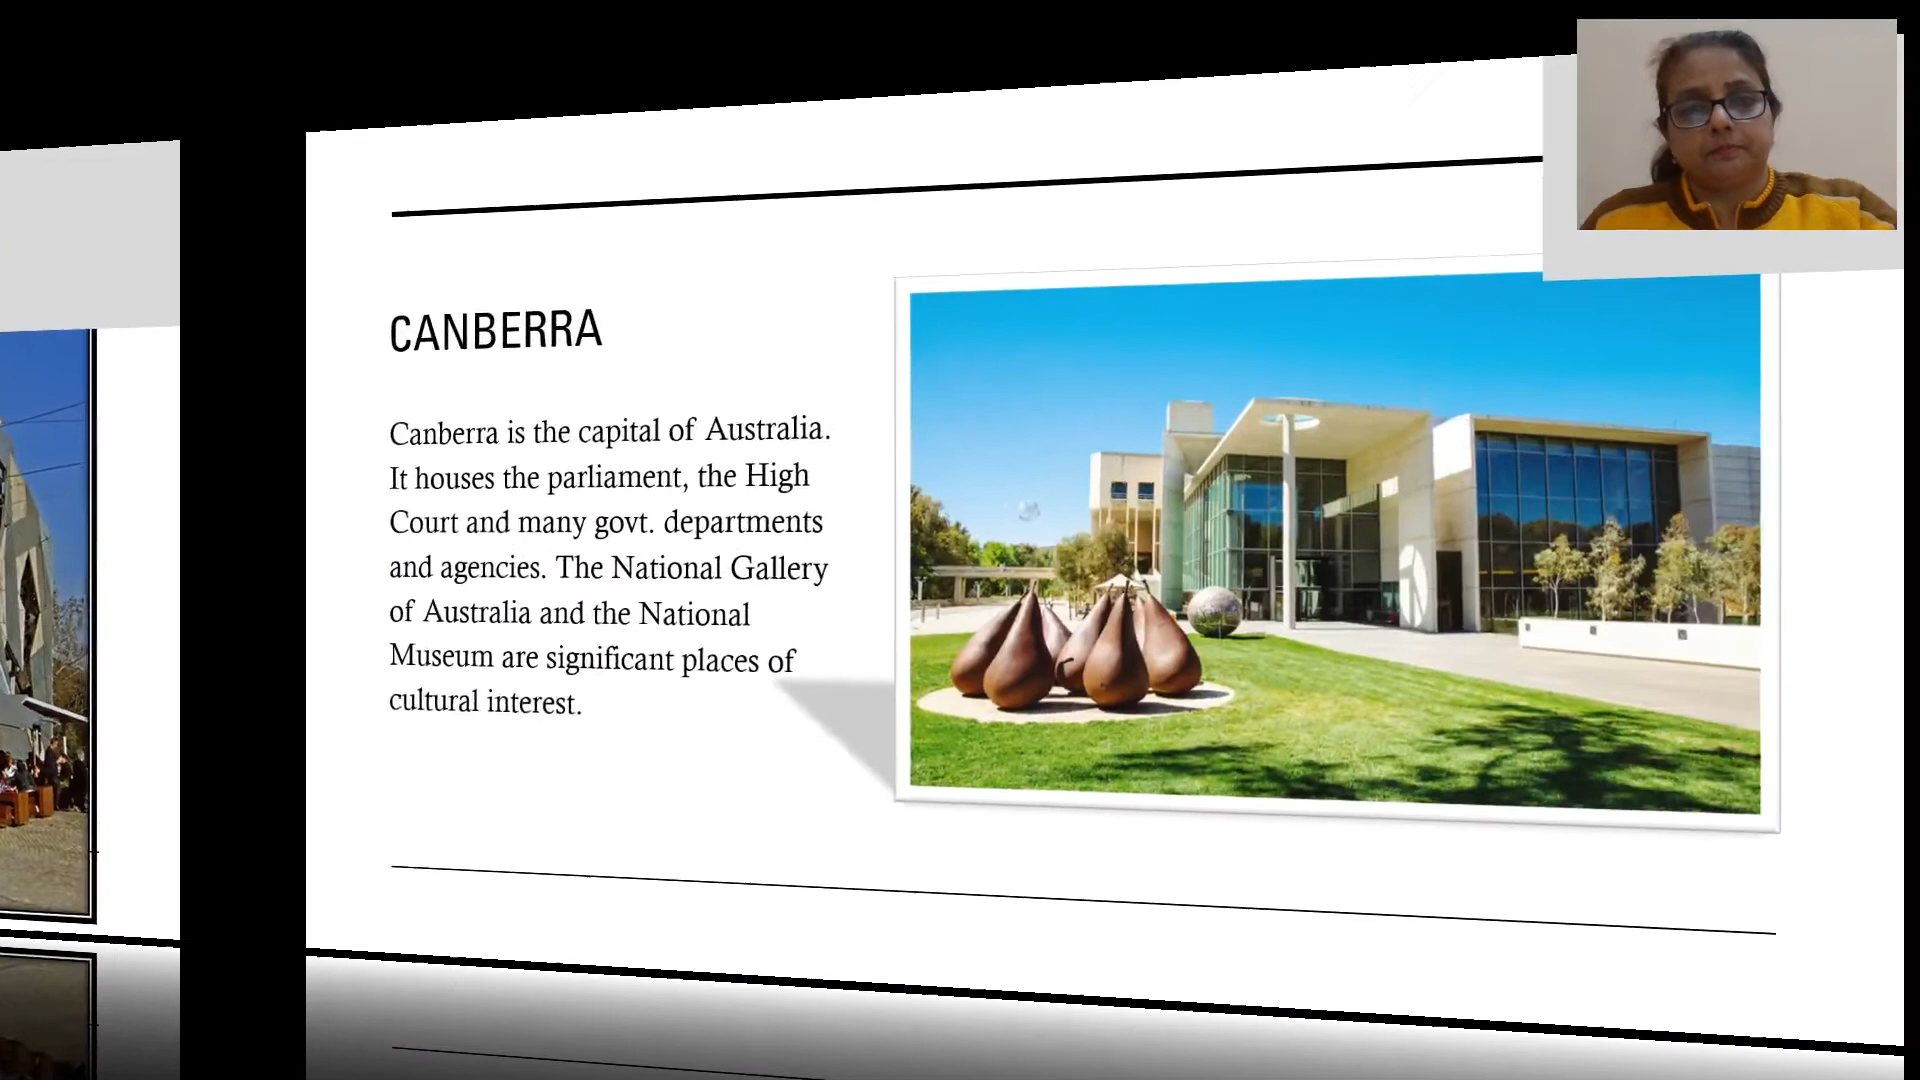 CANBERRA
Canberra is the capital of Australia.
It houses the parliament, the High
Court and many govt. departments
and agencies. The National Gallery
of Australia and the National
Museum are significant places of
cultural interest.